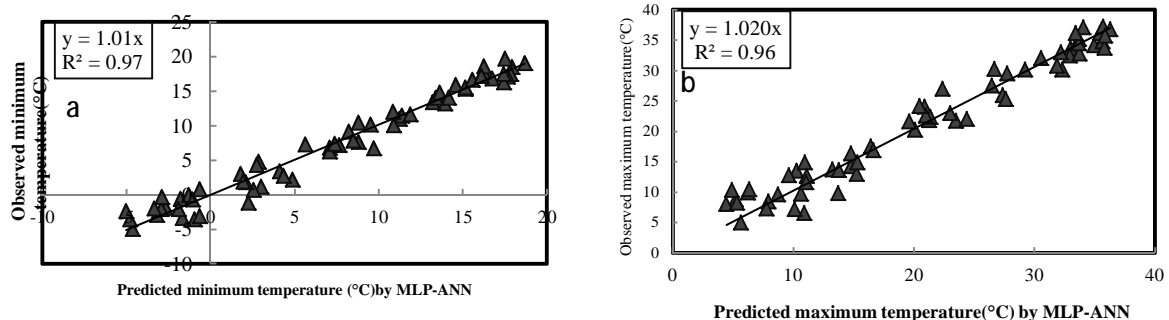 25
20
15
10
5
0
-5
-10
-10
-5
0
5
10
15
20
y = 1.01x
R² = 0.97
a
Observed minimum
temperature(°C)
Predicted minimum temperature (°C)by MLP-ANN
40
35
30
25
20
15
10
5
0
0
10
20
30
40
y = 1.020x
R² = 0.96
b
Observed maximum temperature(°C)
Predicted maximum temperature(°C) by MLP-ANN